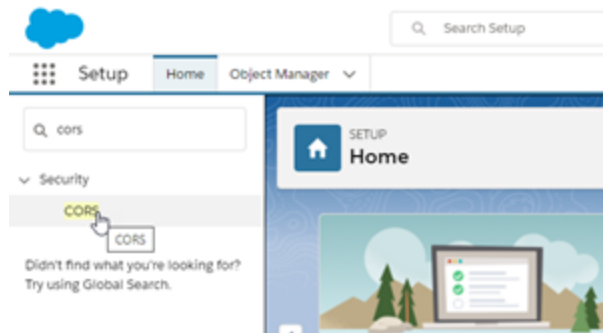 Search Setup
Setup Home Object Manager
cors
SETUP
Home
Security
CORS
CORS
Didn't find what you're looking for?
Try using Global Search.